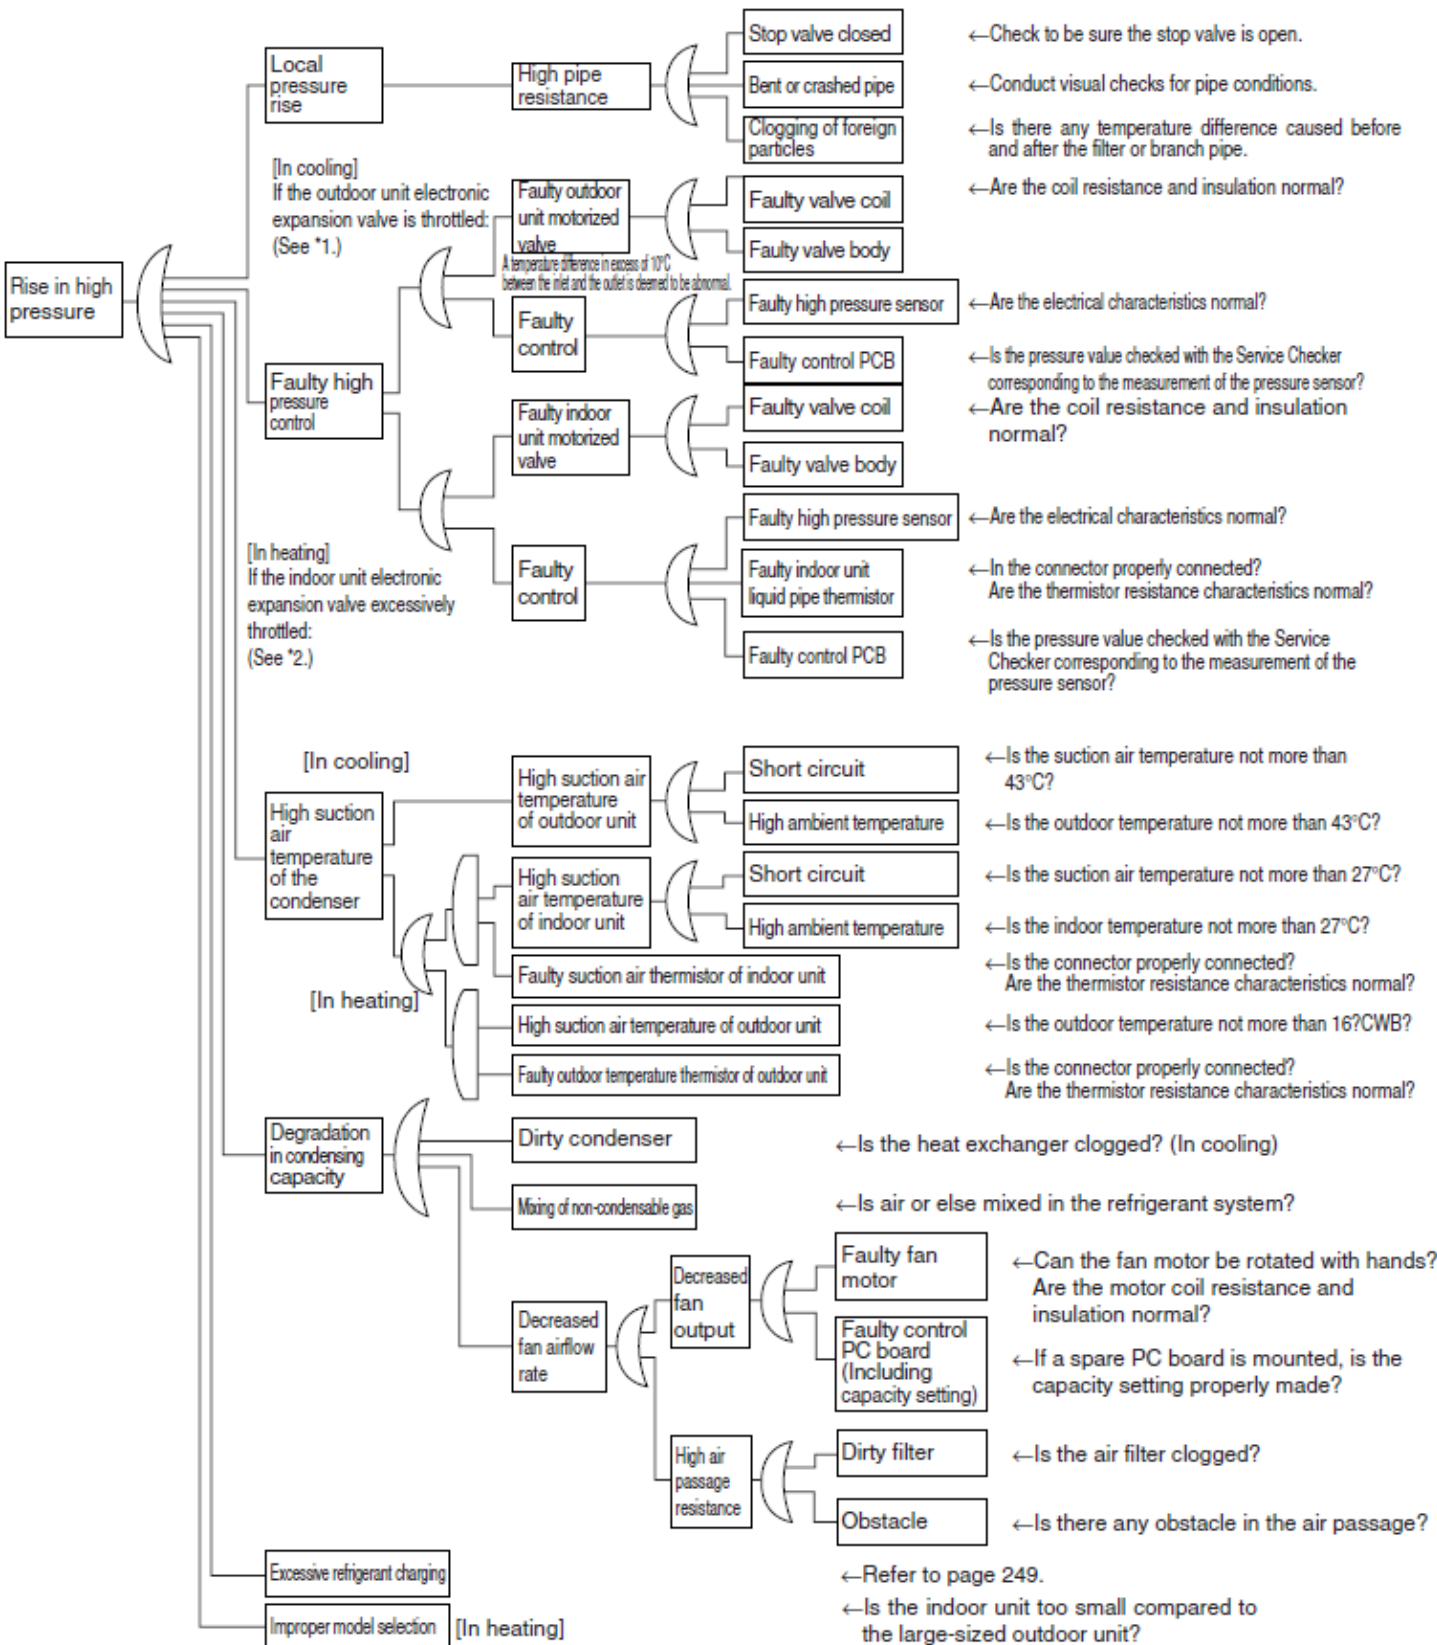 Stop valve closed
←Check to be sure the stop valve is open.
Local
pressure
rise
High pipe
resistance
Bent or crashed pipe
←Conduct visual checks for pipe conditions.
Clogging of foreign
particles
←Is there any temperature difference caused before
and after the filter or branch pipe.
[In cooling]
If the outdoor unit electronic
expansion valve is throttled:
(See *1.)
Faulty outdoor
unit motorized
valve
A temperature difference in excess of 10°C
between the inlet and the outlet is deemed to be abnormal.
Faulty valve coil
←Are the coil resistance and insulation normal?
Faulty valve body
Rise in high
pressure
Faulty
control
Faulty high pressure sensor
←Are the electrical characteristics normal?
Faulty control PCB
←Is the pressure value checked with the Service Checker
corresponding to the measurement of the pressure sensor?
Faulty high
pressure
control
Faulty indoor
unit motorized
valve
Faulty valve coil
←Are the coil resistance and insulation
normal?
Faulty valve body
[In heating]
If the indoor unit electronic
expansion valve excessively
throttled:
(See *2.)
Faulty
control
Faulty high pressure sensor
←Are the electrical characteristics normal?
Faulty indoor unit
liquid pipe thermistor
←In the connector properly connected?
Are the thermistor resistance characteristics normal?
Faulty control PCB
←Is the pressure value checked with the Service
Checker corresponding to the measurement of the
pressure sensor?
[In cooling]
High suction
air
temperature
of the
condenser
High suction air
temperature
of outdoor unit
Short circuit
←Is the suction air temperature not more than
43°C?
High ambient temperature
←Is the outdoor temperature not more than 43°C?
High suction
air temperature
of indoor unit
Short circuit
←Is the suction air temperature not more than 27°C?
High ambient temperature
←Is the indoor temperature not more than 27°C?
[In heating]
Faulty suction air thermistor of indoor unit
←Is the connector properly connected?
Are the thermistor resistance characteristics normal?
High suction air temperature of outdoor unit
←Is the outdoor temperature not more than 16?CWB?
Faulty outdoor temperature thermistor of outdoor unit
←Is the connector properly connected?
Are the thermistor resistance characteristics normal?
Degradation
in condensing
capacity
Dirty condenser
←Is the heat exchanger clogged? (In cooling)
Mixing of non-condensable gas
←Is air or else mixed in the refrigerant system?
Decreased
fan airflow
rate
Decreased
fan
output
Faulty fan
motor
←Can the fan motor be rotated with hands?
Are the motor coil resistance and
insulation normal?
Faulty control
PC board
(Including
capacity setting)
←If a spare PC board is mounted, is the
capacity setting properly made?
High air
passage
resistance
Dirty filter
←Is the air filter clogged?
Obstacle
←Is there any obstacle in the air passage?
Excessive refrigerant charging
←Refer to page 249.
Improper model selection
[In heating]
←Is the indoor unit too small compared to
the large-sized outdoor unit?